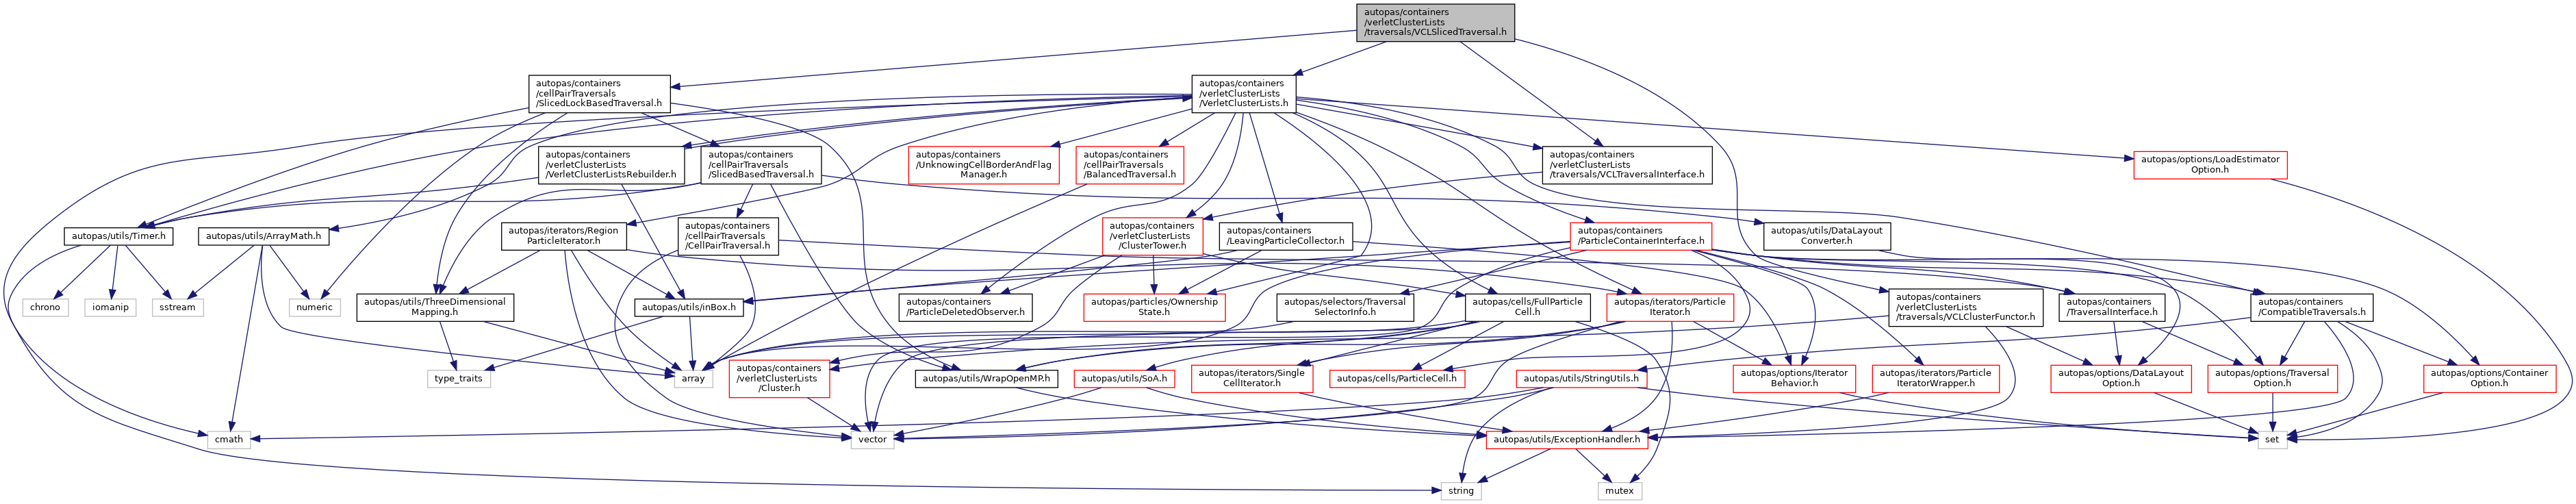 autopas/containers
/verletClusterLists
/traversals/VCLSlicedTraversal.h
autopas/containers
/cellPairTraversals
/SlicedLockBasedTraversal.h
autopas/containers
/verletClusterLists
/VerletClusterLists.h
autopas/containers
/verletClusterLists
/VerletClusterListsRebuilder.h
autopas/containers
/cellPairTraversals
/SlicedBasedTraversal.h
autopas/containers
/UnknowingCellBorderAndFlag
Manager.h
autopas/containers
/cellPairTraversals
/BalancedTraversal.h
autopas/containers
/verletClusterLists
/traversals/VCLTraversalInterface.h
autopas/options/LoadEstimator
Option.h
autopas/utils/Timer.h
autopas/utils/ArrayMath.h
autopas/iterators/Region
ParticleIterator.h
autopas/containers
/cellPairTraversals
/CellPairTraversal.h
autopas/containers
/verletClusterLists
/ClusterTower.h
autopas/containers
/LeavingParticleCollector.h
autopas/containers
/ParticleContainerInterface.h
autopas/utils/DataLayout
Converter.h
chrono
iomanip
sstream
numeric
autopas/utils/ThreeDimensional
Mapping.h
autopas/utils/inBox.h
autopas/containers
/ParticleDeletedObserver.h
autopas/particles/Ownership
State.h
autopas/selectors/Traversal
SelectorInfo.h
autopas/cells/FullParticle
Cell.h
autopas/iterators/Particle
Iterator.h
autopas/containers
/verletClusterLists
/traversals/VCLClusterFunctor.h
autopas/containers
/TraversalInterface.h
autopas/containers
/CompatibleTraversals.h
type_traits
array
autopas/containers
/verletClusterLists
/Cluster.h
autopas/utils/WrapOpenMP.h
autopas/utils/SoA.h
autopas/iterators/Single
CellIterator.h
autopas/cells/ParticleCell.h
autopas/utils/StringUtils.h
autopas/options/Iterator
Behavior.h
autopas/iterators/Particle
IteratorWrapper.h
autopas/options/DataLayout
Option.h
autopas/options/Traversal
Option.h
autopas/options/Container
Option.h
cmath
vector
autopas/utils/ExceptionHandler.h
set
string
mutex